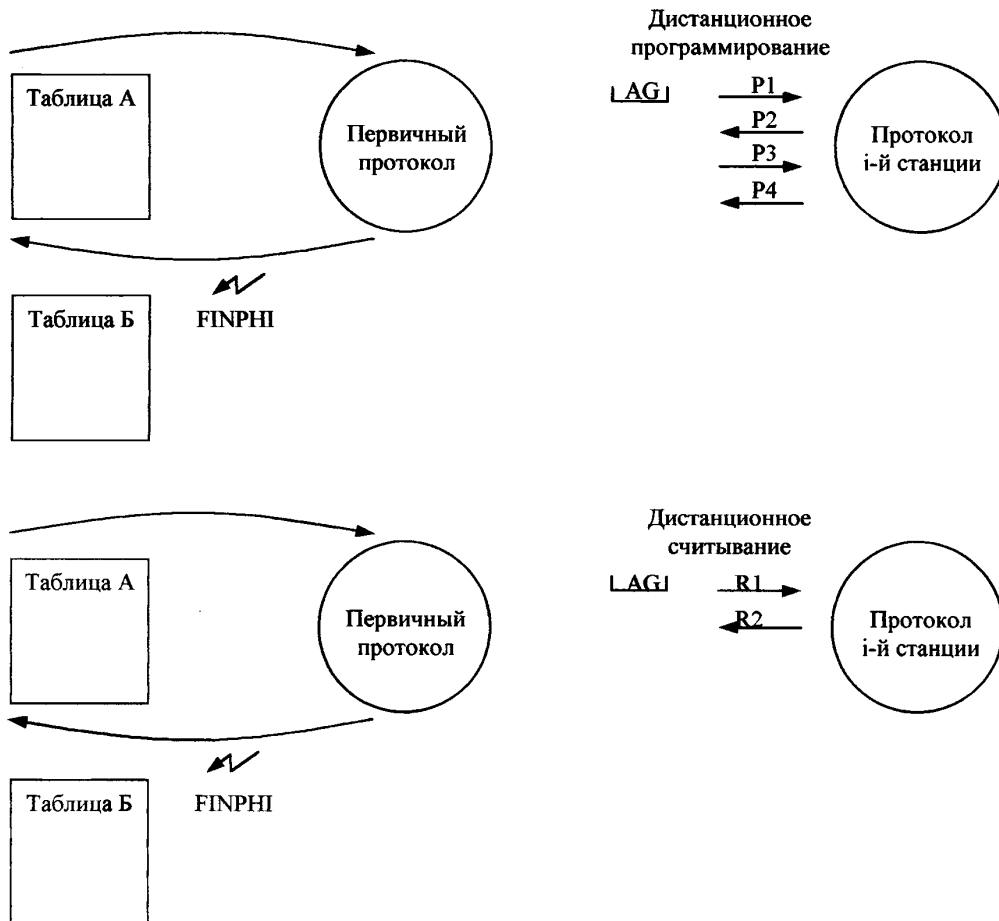 Дистанционное
программирование
Таблица А
AG
P1
P2
P3
P4
Первичный
протокол
Протокол
i-й станции
Таблица Б
FINPHI
Дистанционное
считывание
Таблица А
AG
R1
R2
Первичный
протокол
Протокол
i-й станции
Таблица Б
FINPHI